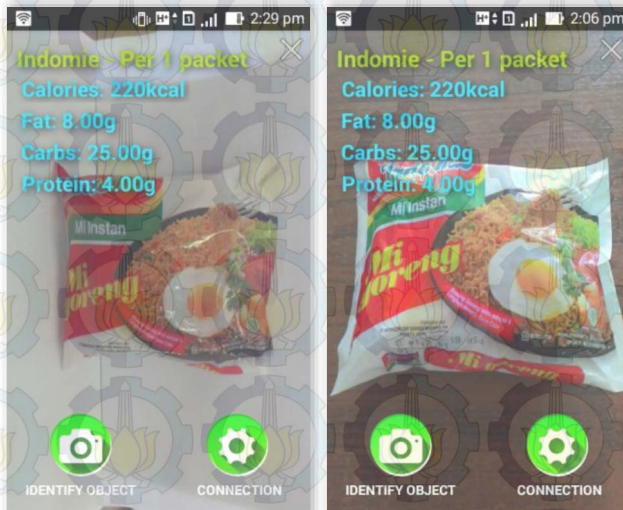 2:29 pm
Indomie - Per 1 packet
Calories: 220kcal
Fat: 8.00g
Carbs: 25.00g
Protein: 4.00g
Mi Instan
Mi
goreng
IDENTIFY OBJECT
CONNECTION
2:06 pm
Indomie - Per 1 packet
Calories: 220kcal
Fat: 8.00g
Carbs: 25.00g
Protein: 4.00g
Mi Instan
Mi
goreng
Mi goreng
IDENTIFY OBJECT
CONNECTION